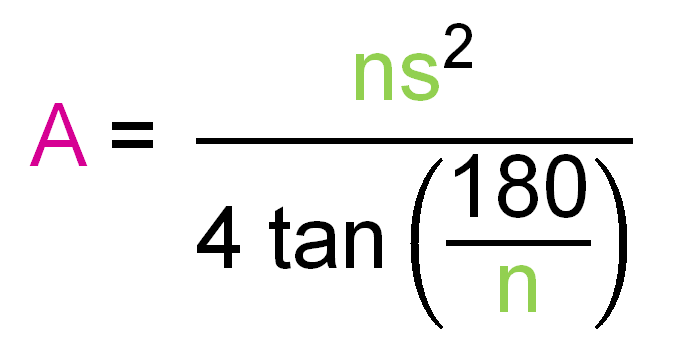 A = ns²
4 tan (180
n)